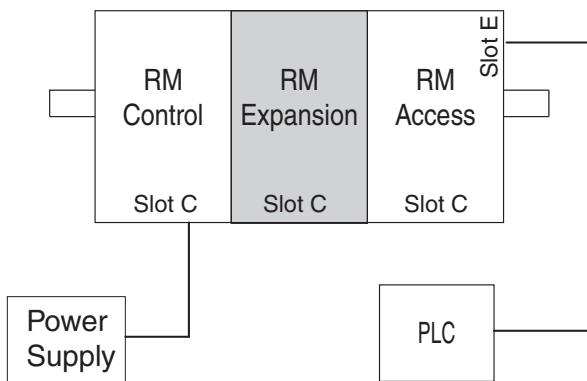 Slot E
RM
Control
RM
Expansion
RM
Access
Slot C
Slot C
Slot C
Power
Supply
PLC